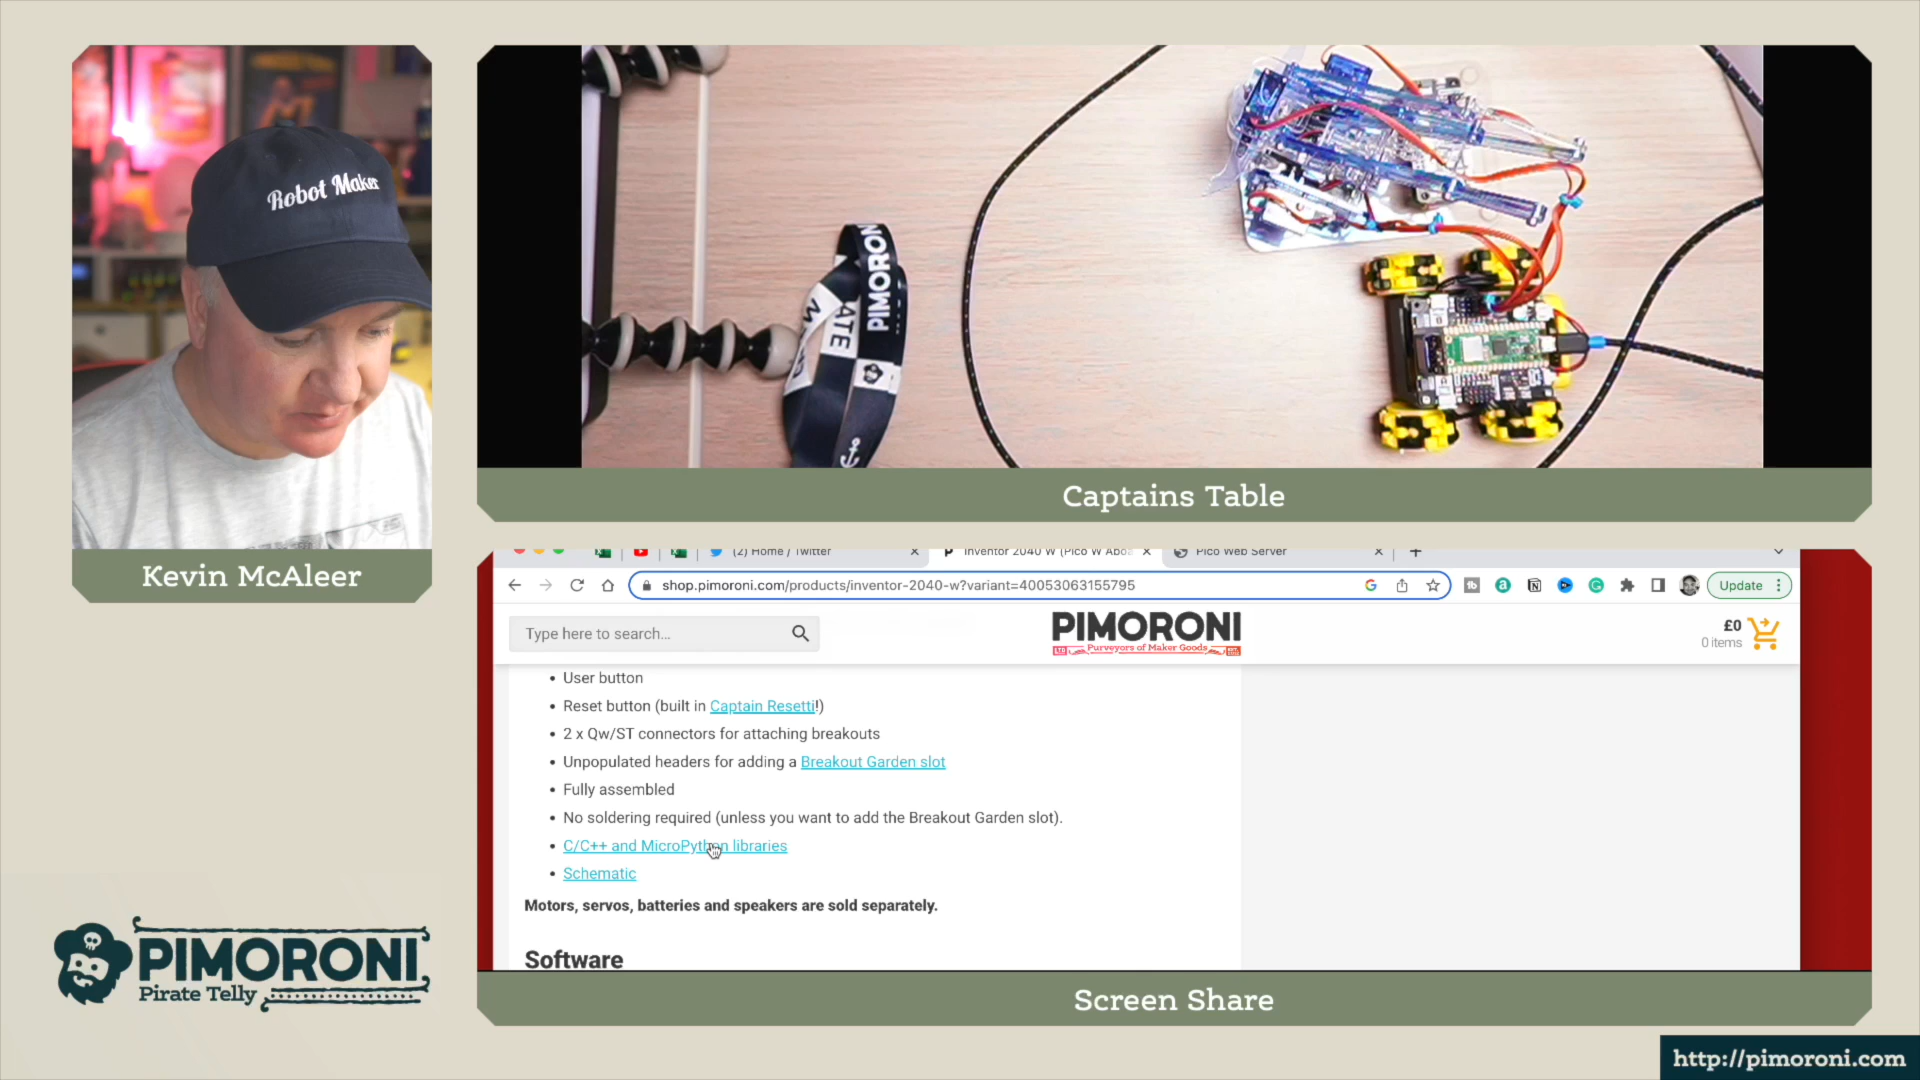 Robot Maker
Kevin McAleer
PIMORONI
ATE
Captains Table
(2) Home / Twitter
Inventor 2040 W (Pico W Aboa
Pico Web Server
shop.pimoroni.com/products/inventor-2040-w?variant=40053063155795
Update
Type here to search...
PIMORONI
Purveyors of Maker Goods
£0
0 items
User button
Reset button (built in Captain Resetti!)
2 x Qw/ST connectors for attaching breakouts
Unpopulated headers for adding a Breakout Garden slot
Fully assembled
No soldering required (unless you want to add the Breakout Garden slot).
C/C++ and MicroPython libraries
Schematic
Motors, servos, batteries and speakers are sold separately.
Software
Screen Share
PIMORONI
Pirate Telly
http://pimoroni.com